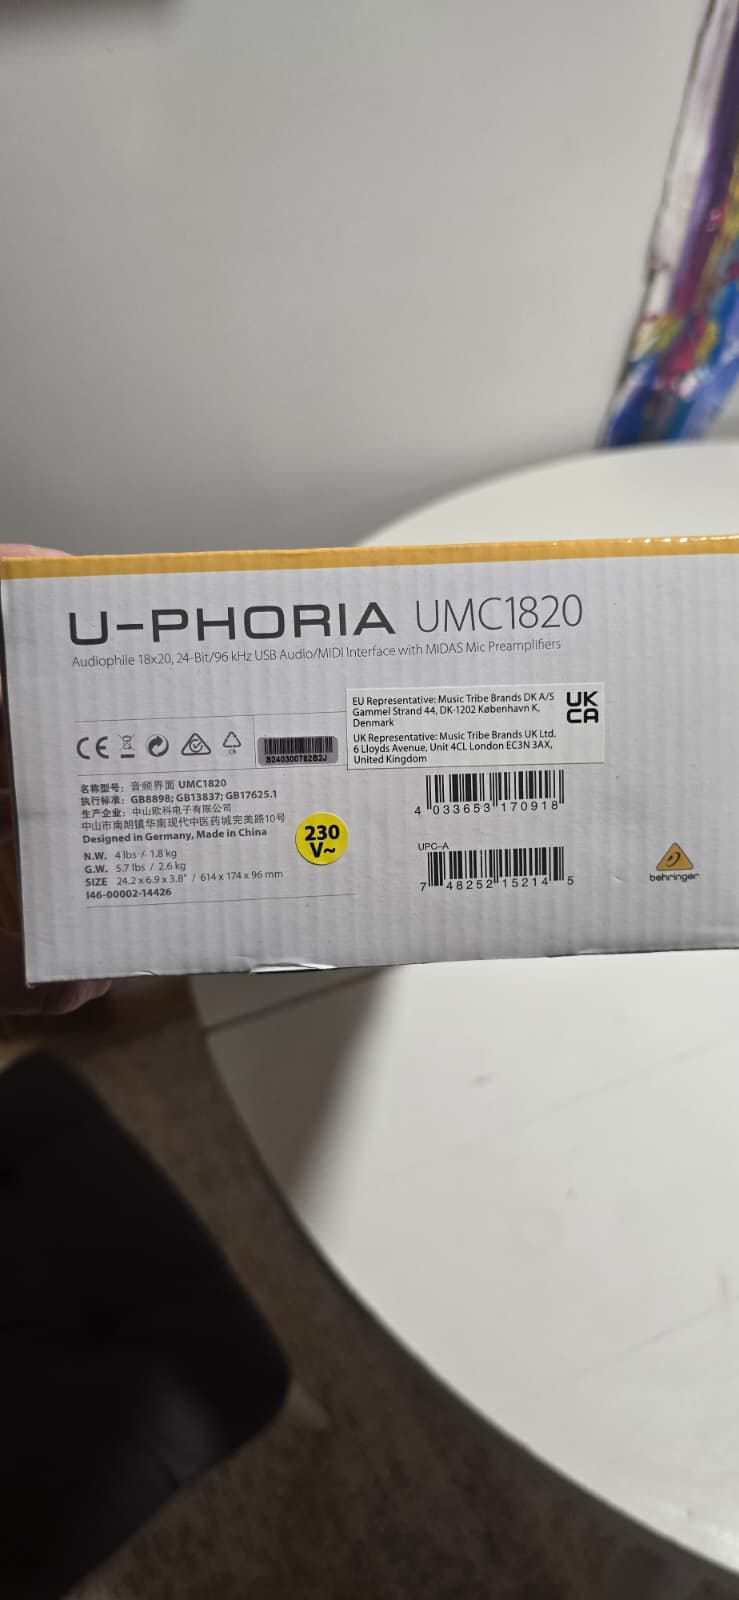 U-PHORIA UMC1820
Audiophile 18x20, 24-Bit/96 kHz USB Audio/MIDI Interface with MIDAS Mic Preamplifiers
EU Representative: Music Tribe Brands DK A/S
Gammel Strand 44, DK-1202 København K,
Denmark
UK Representative: Music Tribe Brands UK Ltd.
6 Lloyds Avenue, Unit 4CL London EC3N 3AX,
United Kingdom
UK
CA
CE
S240300782B2J
名称型号：音频界面 UMC1820
执行标准：GB8898; GB13837; GB17625.1
生产企业：中山欧科电子有限公司
中山市南朗镇华南现代中医药城完美路10号
Designed in Germany, Made in China
N.W. 4 lbs / 1.8 kg
G.W. 5.7 lbs / 2.6 kg
SIZE 24.2 x 6.9 x 3.8" / 614 x 174 x 96 mm
146-00002-14426
230
V~
4 033653 170918
UPC-A
7 48252 15214 5
behringer